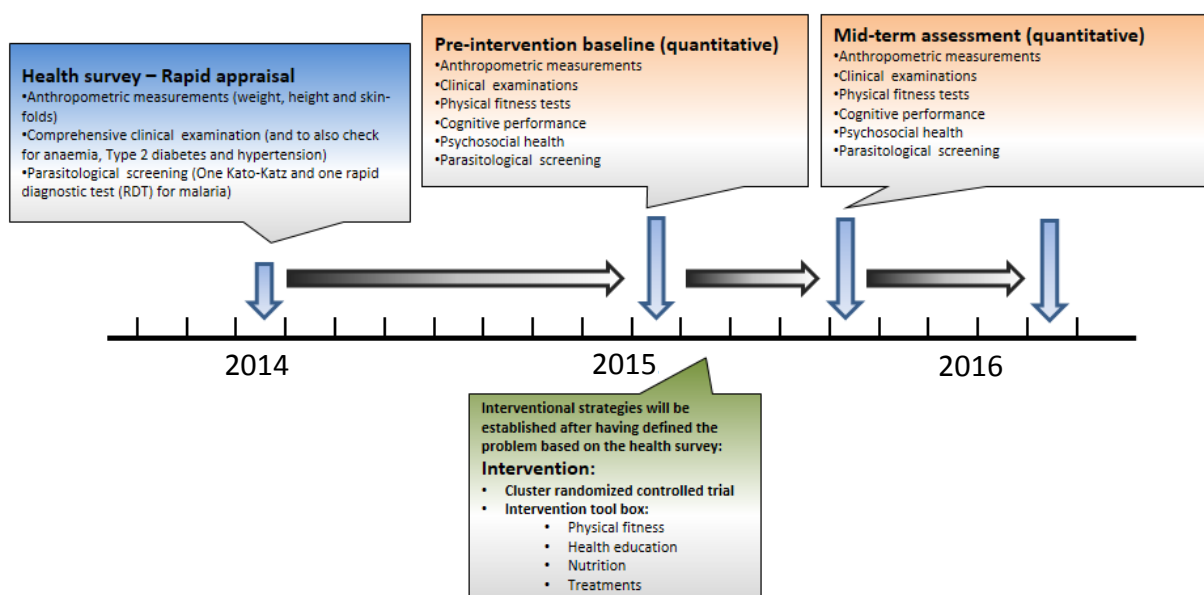 Health survey – Rapid appraisal
•Anthropometric measurements (weight, height and skin-
folds)
•Comprehensive clinical examination (and to also check
for anaemia, Type 2 diabetes and hypertension)
•Parasitological screening (One Kato-Katz and one rapid
diagnostic test (RDT) for malaria)
Pre-intervention baseline (quantitative)
•Anthropometric measurements
•Clinical examinations
•Physical fitness tests
•Cognitive performance
•Psychosocial health
•Parasitological screening
Mid-term assessment (quantitative)
•Anthropometric measurements
•Clinical examinations
•Physical fitness tests
•Cognitive performance
•Psychosocial health
•Parasitological screening
2014
2015
2016
Interventional strategies will be
established after having defined the
problem based on the health survey:
Intervention:
• Cluster randomized controlled trial
• Intervention tool box:
• Physical fitness
• Health education
• Nutrition
• Treatments